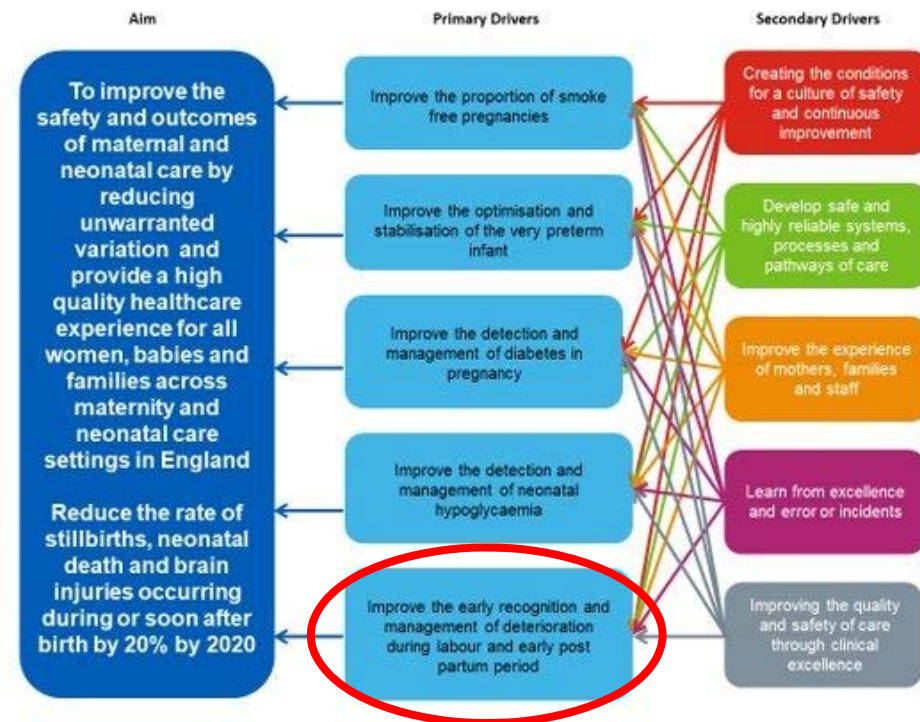 Aim
Primary Drivers
Secondary Drivers
To improve the
safety and outcomes
of maternal and
neonatal care by
reducing
unwarranted
variation and
provide a high
quality healthcare
experience for all
women, babies and
families across
maternity and
neonatal care
settings in England
Reduce the rate of
stillbirths, neonatal
death and brain
injuries occurring
during or soon after
birth by 20% by 2020
Improve the proportion of smoke
free pregnancies
Improve the optimisation and
stabilisation of the very preterm
infant
Improve the detection and
management of diabetes in
pregnancy
Improve the detection and
management of neonatal
hypoglycaemia
Improve the early recognition and
management of deterioration
during labour and early post
partum period
Creating the conditions
for a culture of safety
and continuous
improvement
Develop safe and
highly reliable systems,
processes and
pathways of care
Improve the experience
of mothers, families
and staff
Learn from excellence
and error or incidents
Improving the quality
and safety of care
through clinical
excellence